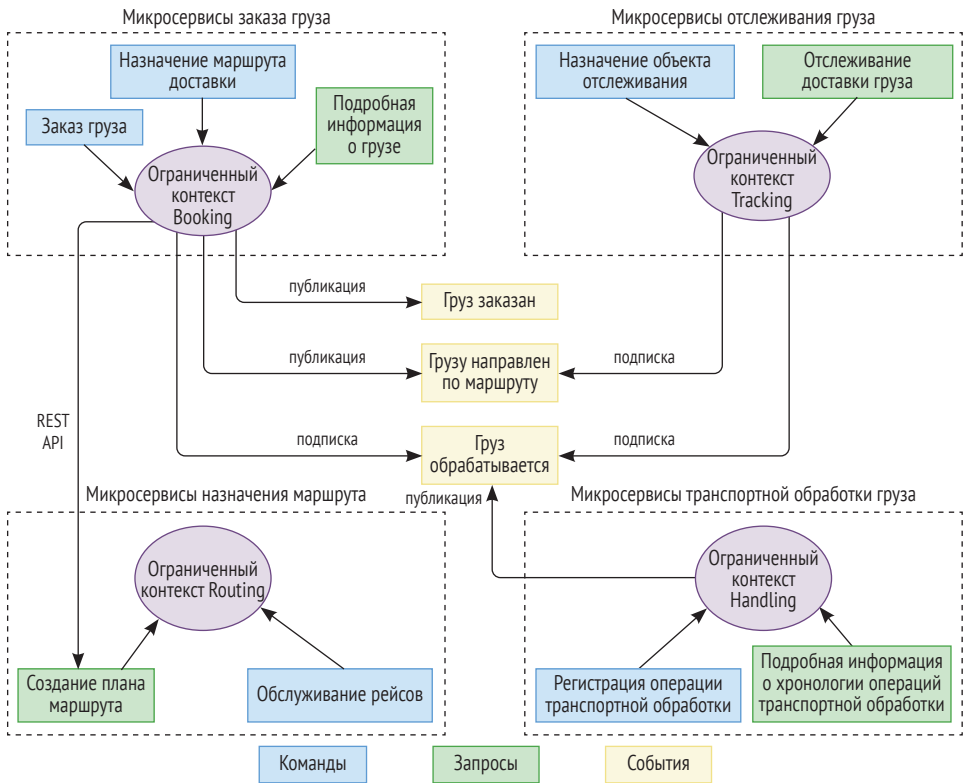 Микросервисы заказа груза
Назначение маршрута
доставки
Заказ груза
Подробная
информация
о грузе
Ограниченный
контекст
Booking
Микросервисы отслеживания груза
Назначение объекта
отслеживания
Отслеживание
доставки груза
Ограниченный
контекст
Tracking
публикация
Груз заказан
публикация
Грузу направлен
по маршруту
подписка
REST
API
подписка
Груз
обрабатывается
подписка
публикация
Микросервисы назначения маршрута
Ограниченный
контекст Routing
Создание плана
маршрута
Обслуживание рейсов
Микросервисы транспортной обработки груза
Ограниченный
контекст
Handling
Регистрация операции
транспортной обработки
Подробная информация
о хронологии операций
транспортной обработки
Команды
Запросы
События